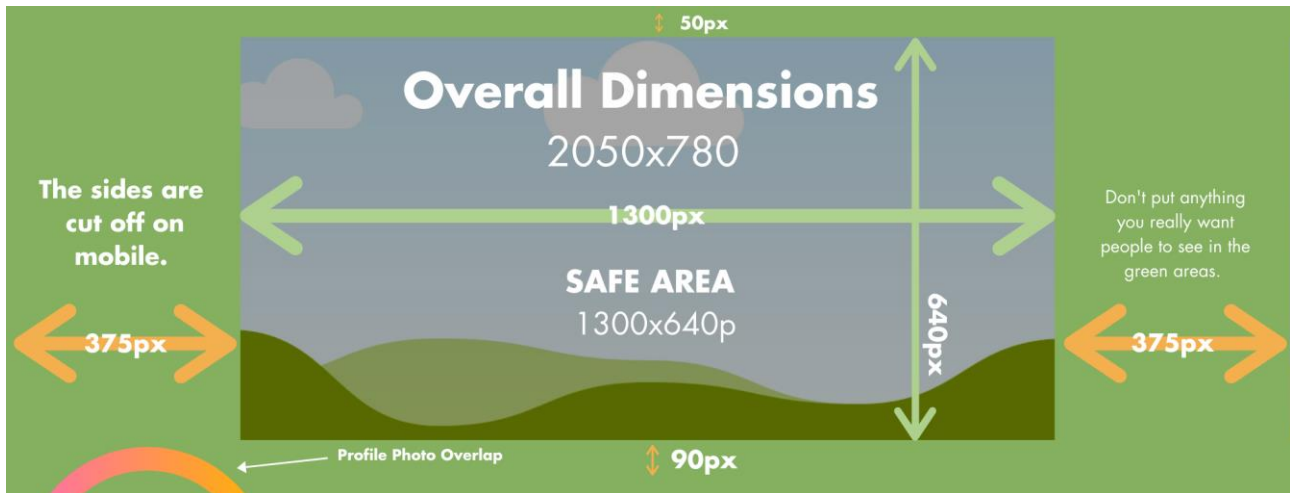 50px
Overall Dimensions
2050x780
The sides are
cut off on
mobile.
1300px
Don't put anything
you really want
people to see in the
green areas.
SAFE AREA
1300x640p
640px
375px
375px
Profile Photo Overlap
90px